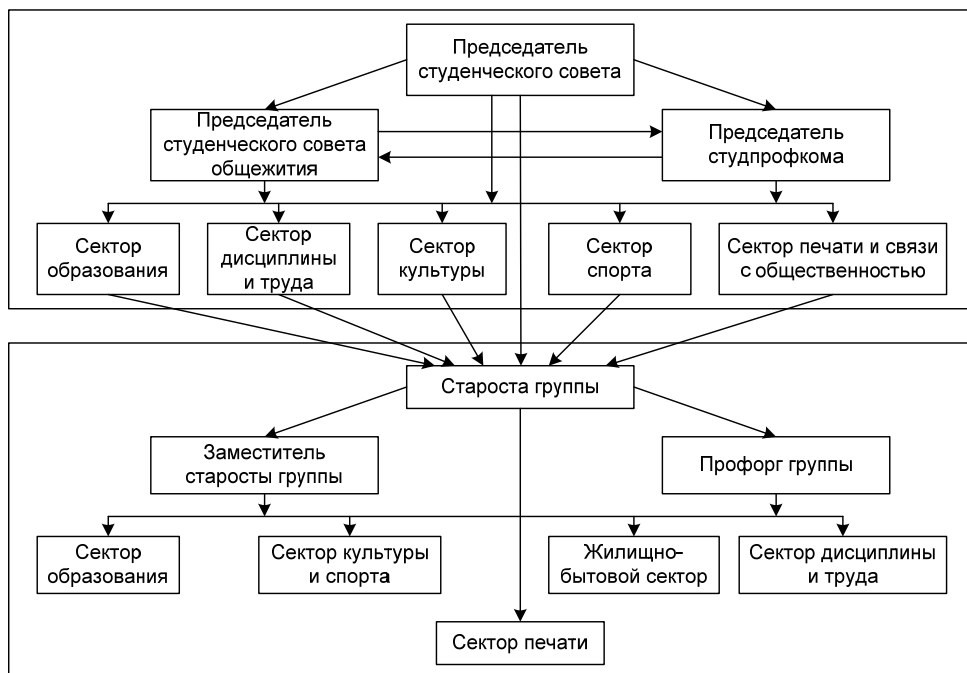 Председатель
студенческого совета
Председатель
студенческого совета
общежития
Председатель
студпрофкома
Сектор
образования
Сектор
дисциплины
и труда
Сектор
культуры
Сектор
спорта
Сектор печати и связи
с общественностью
Староста группы
Заместитель
старосты группы
Профорг группы
Сектор
образования
Сектор культуры
и спорта
Жилищно-
бытовой сектор
Сектор дисциплины
и труда
Сектор печати